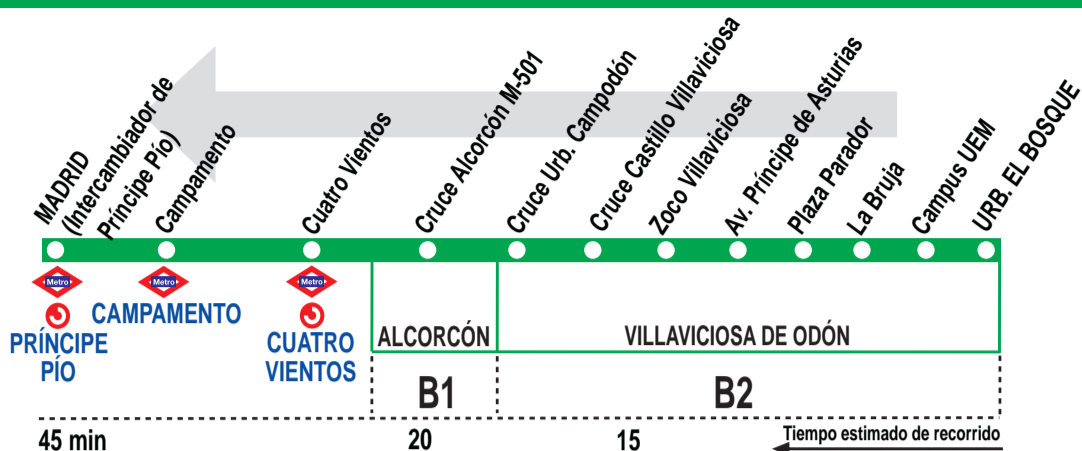 MADRID
(Intercambiador de
Príncipe Pío)
Campamento
Cuatro Vientos
Cruce Alcorcón M-501
Cruce Urb. Campodón
Cruce Castillo Villaviciosa
Zoco Villaviciosa
Av. Príncipe de Asturias
Plaza Parador
La Bruja
Campus UEM
URB. EL BOSQUE
Metro
Metro
Metro
PRÍNCIPE
PÍO
CAMPAMENTO
CUATRO
VIENTOS
ALCORCÓN
VILLAVICIOSA DE ODÓN
B1
B2
45 min
20
15
Tiempo estimado de recorrido